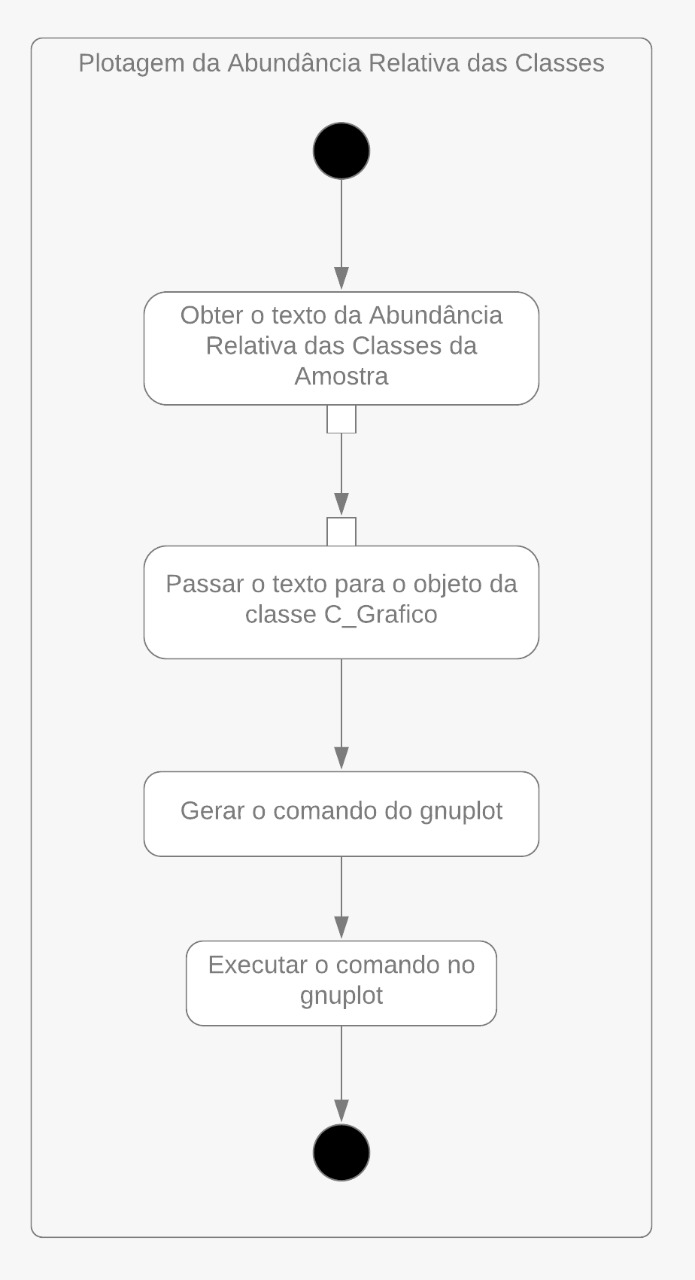 Plotagem da Abundância Relativa das Classes
Obter o texto da Abundância
Relativa das Classes da
Amostra
Passar o texto para o objeto da
classe C_Grafico
Gerar o comando do gnuplot
Executar o comando no
gnuplot